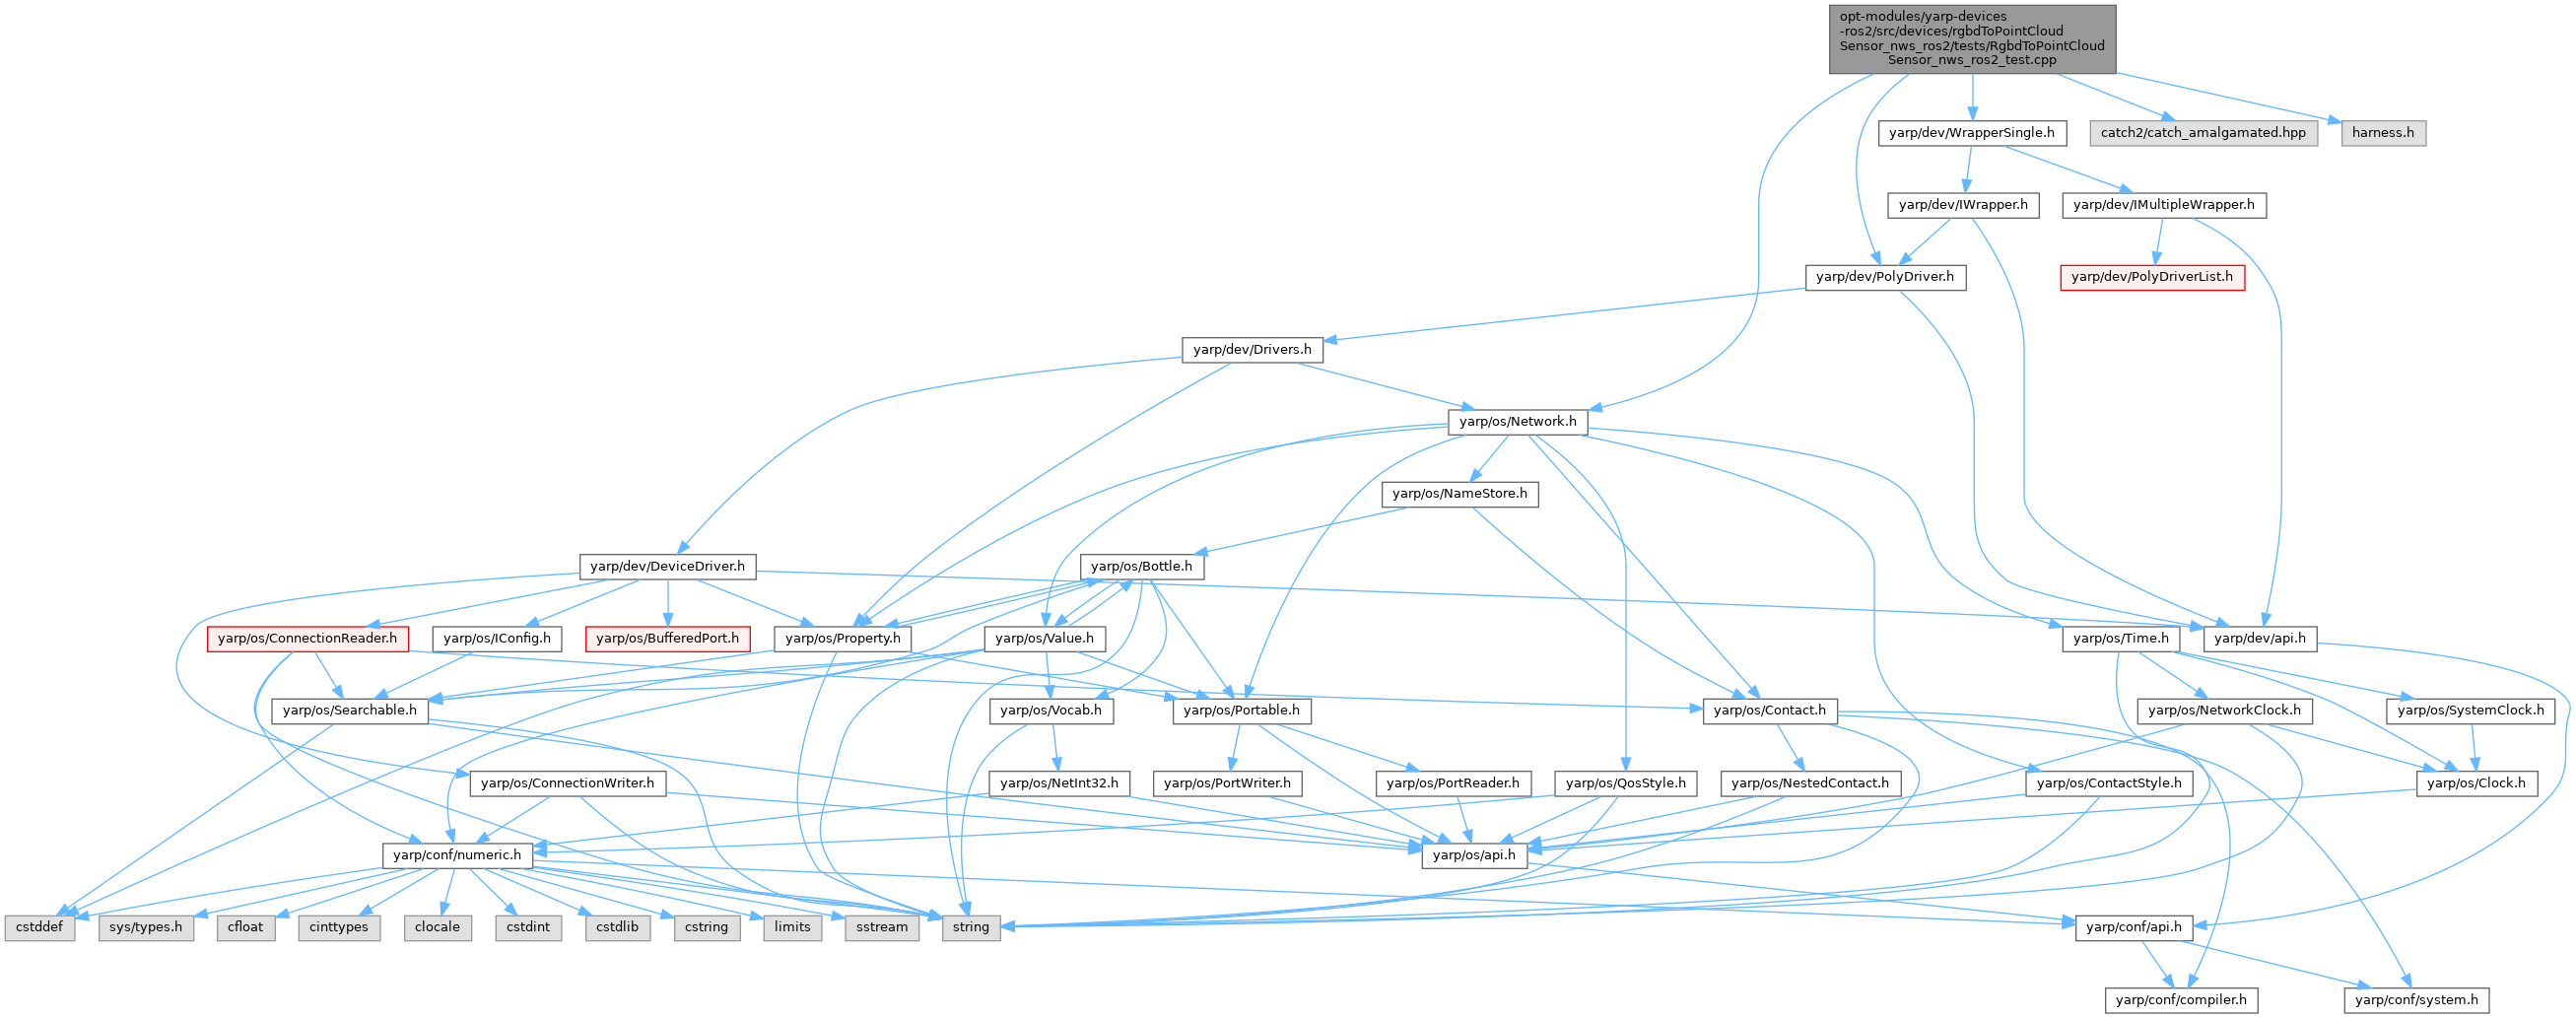 opt-modules/yarp-devices
-ros2/src/devices/rgbdToPointCloud
Sensor_nws_ros2/tests/RgbdToPointCloud
Sensor_nws_ros2_test.cpp
yarp/dev/WrapperSingle.h
catch2/catch_amalgamated.hpp
harness.h
yarp/dev/IWrapper.h
yarp/dev/IMultipleWrapper.h
yarp/dev/PolyDriver.h
yarp/dev/PolyDriverList.h
yarp/dev/Drivers.h
yarp/os/Network.h
yarp/os/NameStore.h
yarp/dev/DeviceDriver.h
yarp/os/Bottle.h
yarp/os/ConnectionReader.h
yarp/os/IConfig.h
yarp/os/BufferedPort.h
yarp/os/Property.h
yarp/os/Value.h
yarp/os/Time.h
yarp/dev/api.h
yarp/os/Searchable.h
yarp/os/Vocab.h
yarp/os/Portable.h
yarp/os/Contact.h
yarp/os/NetworkClock.h
yarp/os/SystemClock.h
yarp/os/ConnectionWriter.h
yarp/os/NetInt32.h
yarp/os/PortWriter.h
yarp/os/PortReader.h
yarp/os/QosStyle.h
yarp/os/NestedContact.h
yarp/os/ContactStyle.h
yarp/os/Clock.h
yarp/conf/numeric.h
yarp/os/api.h
cstddef
sys/types.h
cfloat
cinttypes
clocale
cstdint
cstdlib
cstring
limits
sstream
string
yarp/conf/api.h
yarp/conf/compiler.h
yarp/conf/system.h